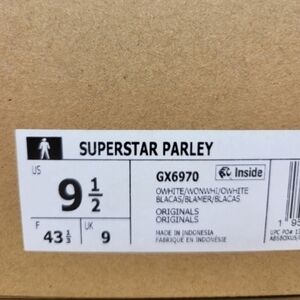 SUPERSTAR PARLEY
US
9 1/2
F
43 1/3
UK
9
GX6970
Inside
OWHITE/WONWHI/OWHITE
BLACAS/BLAMER/BLACAS
ORIGINALS
ORIGINALS
MADE IN INDONESIA
FABRIQUÉ EN INDONÉSIE